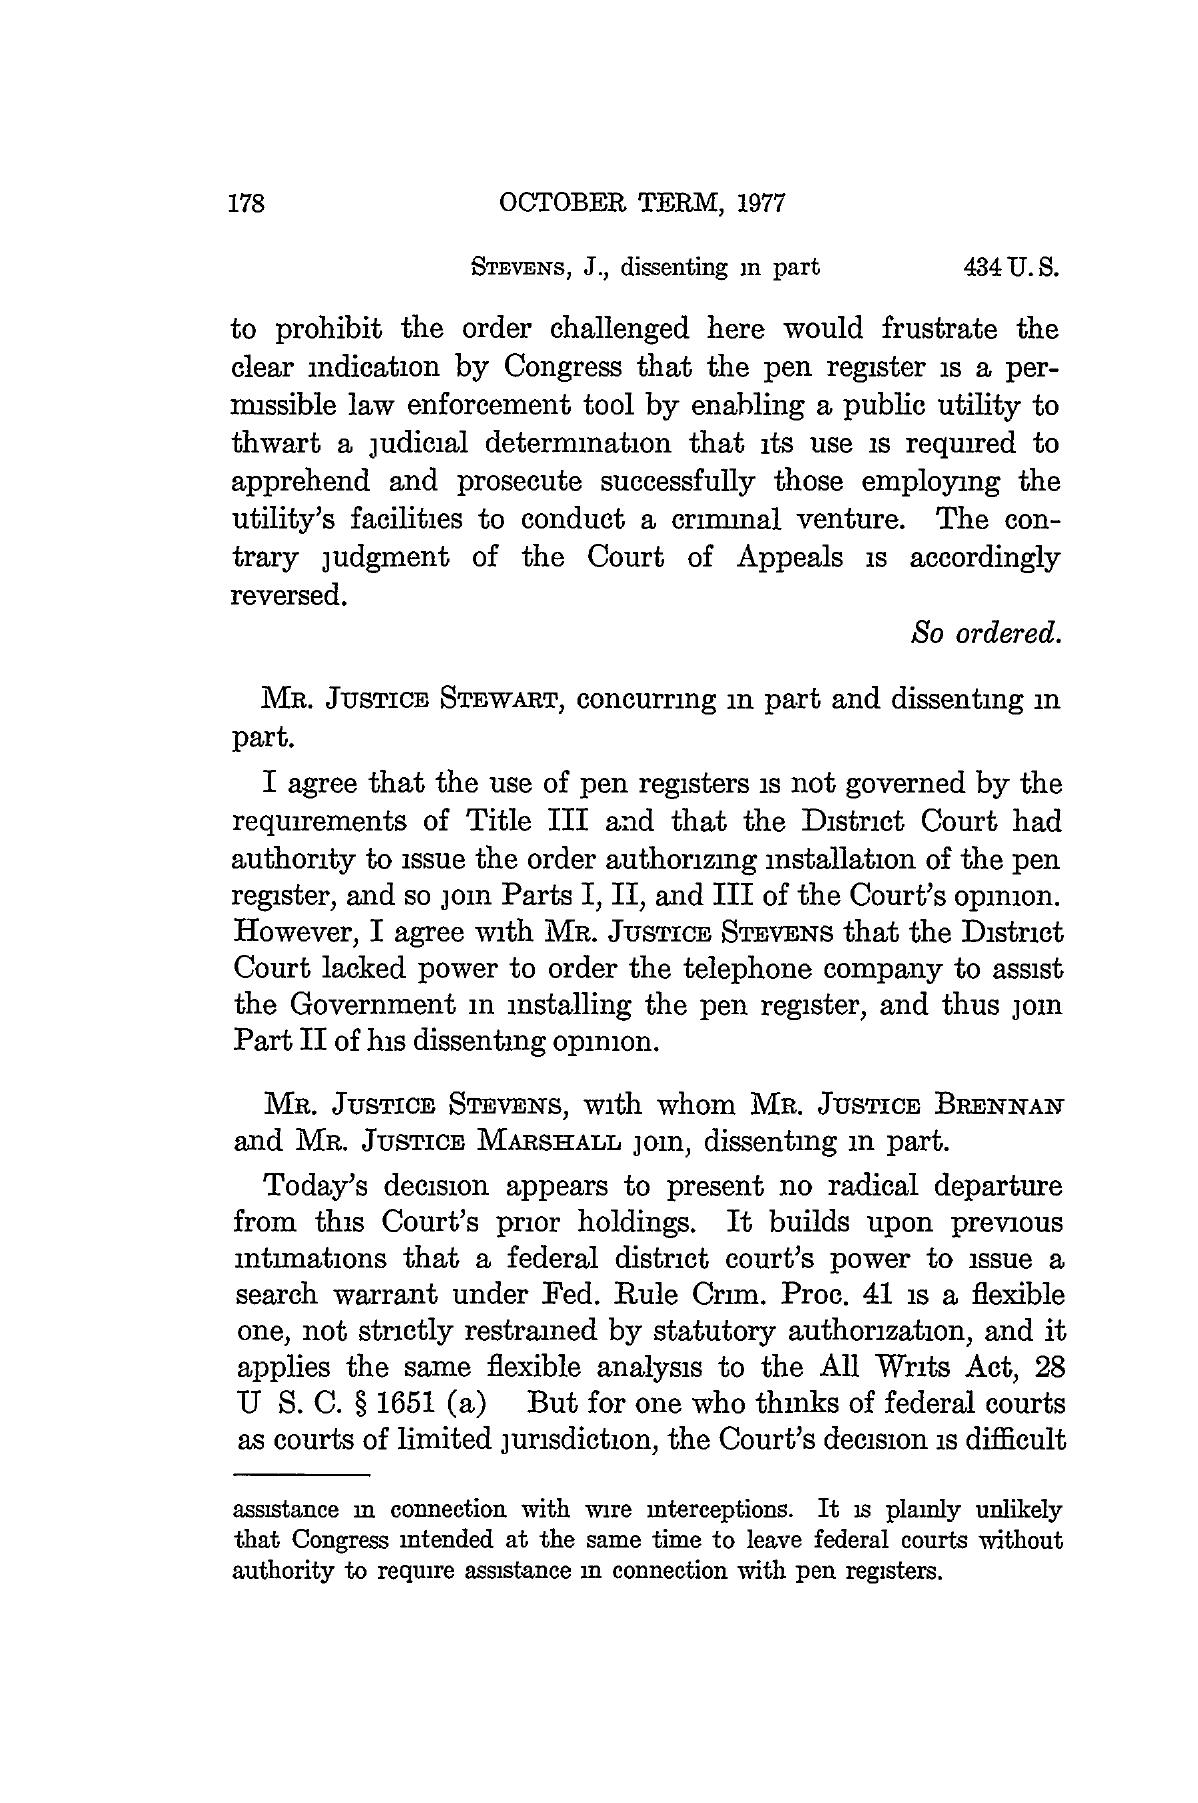 178 OCTOBER TERM, 1977
STEVENS, J., dissenting in part 434 U. S.
to prohibit the order challenged here would frustrate the
clear indication by Congress that the pen register is a per-
missible law enforcement tool by enabling a public utility to
thwart a judicial determination that its use is required to
apprehend and prosecute successfully those employing the
utility's facilities to conduct a criminal venture. The con-
trary judgment of the Court of Appeals is accordingly
reversed.
So ordered.
MR. JUSTICE STEWART, concurring in part and dissenting in
part.
I agree that the use of pen registers is not governed by the
requirements of Title III and that the District Court had
authority to issue the order authorizing installation of the pen
register, and so join Parts I, II, and III of the Court's opinion.
However, I agree with MR. JUSTICE STEVENS that the District
Court lacked power to order the telephone company to assist
the Government in installing the pen register, and thus join
Part II of his dissenting opinion.
MR. JUSTICE STEVENS, with whom MR. JUSTICE BRENNAN
and MR. JUSTICE MARSHALL join, dissenting in part.
Today's decision appears to present no radical departure
from this Court's prior holdings. It builds upon previous
intimations that a federal district court's power to issue a
search warrant under Fed. Rule Crim. Proc. 41 is a flexible
one, not strictly restrained by statutory authorization, and it
applies the same flexible analysis to the All Writs Act, 28
U S. C. § 1651 (a) But for one who thinks of federal courts
as courts of limited jurisdiction, the Court's decision is difficult
assistance in connection with wire interceptions. It is plainly unlikely
that Congress intended at the same time to leave federal courts without
authority to require assistance in connection with pen registers.